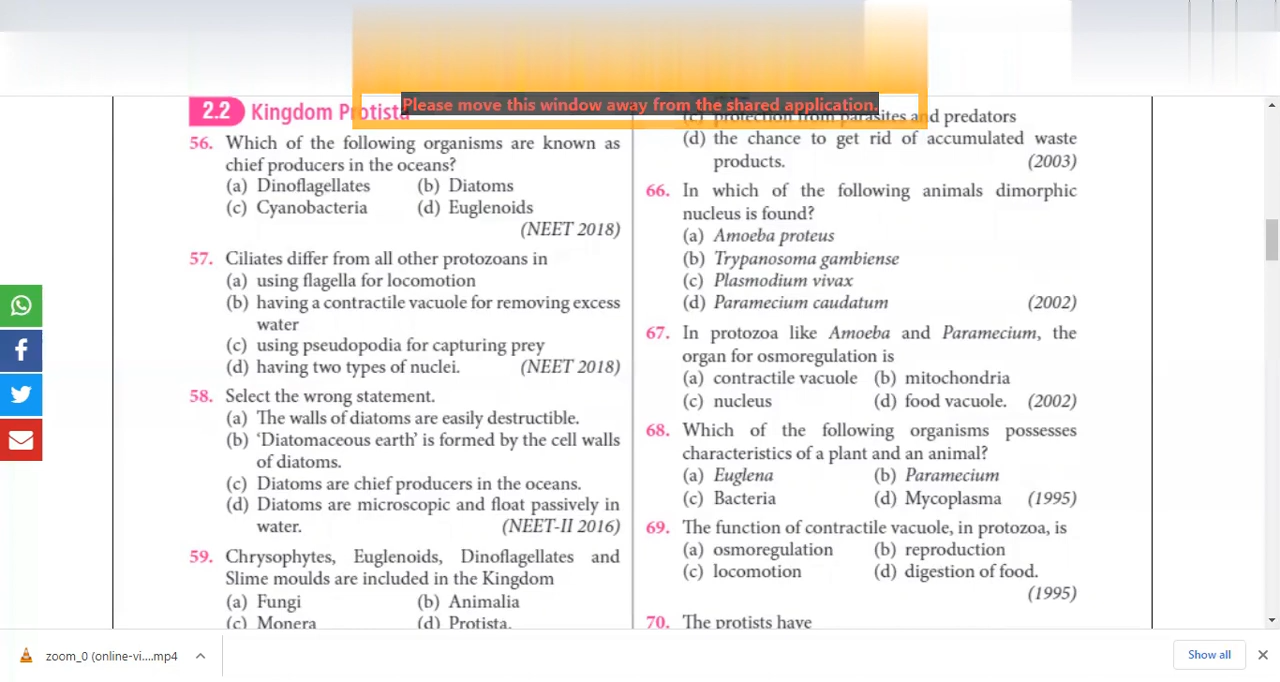 Please move this window away from the shared application.
2.2 Kingdom Protista
56. Which of the following organisms are known as
chief producers in the oceans?
(a) Dinoflagellates (b) Diatoms
(c) Cyanobacteria (d) Euglenoids
(NEET 2018)
57. Ciliates differ from all other protozoans in
(a) using flagella for locomotion
(b) having a contractile vacuole for removing excess
water
(c) using pseudopodia for capturing prey
(d) having two types of nuclei. (NEET 2018)
58. Select the wrong statement.
(a) The walls of diatoms are easily destructible.
(b) ‘Diatomaceous earth’ is formed by the cell walls
of diatoms.
(c) Diatoms are chief producers in the oceans.
(d) Diatoms are microscopic and float passively in
water. (NEET-II 2016)
59. Chrysophytes, Euglenoids, Dinoflagellates and
Slime moulds are included in the Kingdom
(a) Fungi (b) Animalia
(c) Monera (d) Protista.
(c) protection from parasites and predators
(d) the chance to get rid of accumulated waste
products. (2003)
66. In which of the following animals dimorphic
nucleus is found?
(a) Amoeba proteus
(b) Trypanosoma gambiense
(c) Plasmodium vivax
(d) Paramecium caudatum (2002)
67. In protozoa like Amoeba and Paramecium, the
organ for osmoregulation is
(a) contractile vacuole (b) mitochondria
(c) nucleus (d) food vacuole. (2002)
68. Which of the following organisms possesses
characteristics of a plant and an animal?
(a) Euglena (b) Paramecium
(c) Bacteria (d) Mycoplasma (1995)
69. The function of contractile vacuole, in protozoa, is
(a) osmoregulation (b) reproduction
(c) locomotion (d) digestion of food.
(1995)
70. The protists have
zoom_0 (online-vi....mp4
Show all